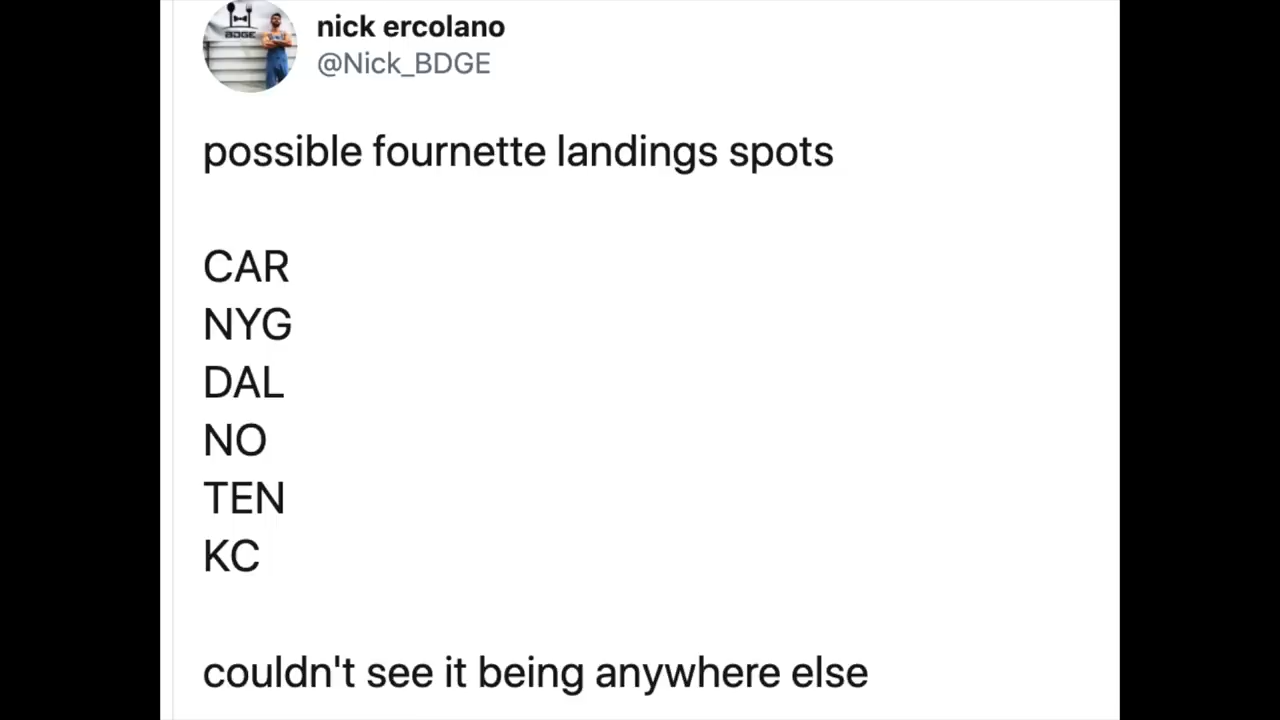 BDGE
nick ercolano
@Nick_BDGE
possible fournette landings spots
CAR
NYG
DAL
NO
TEN
KC
couldn't see it being anywhere else